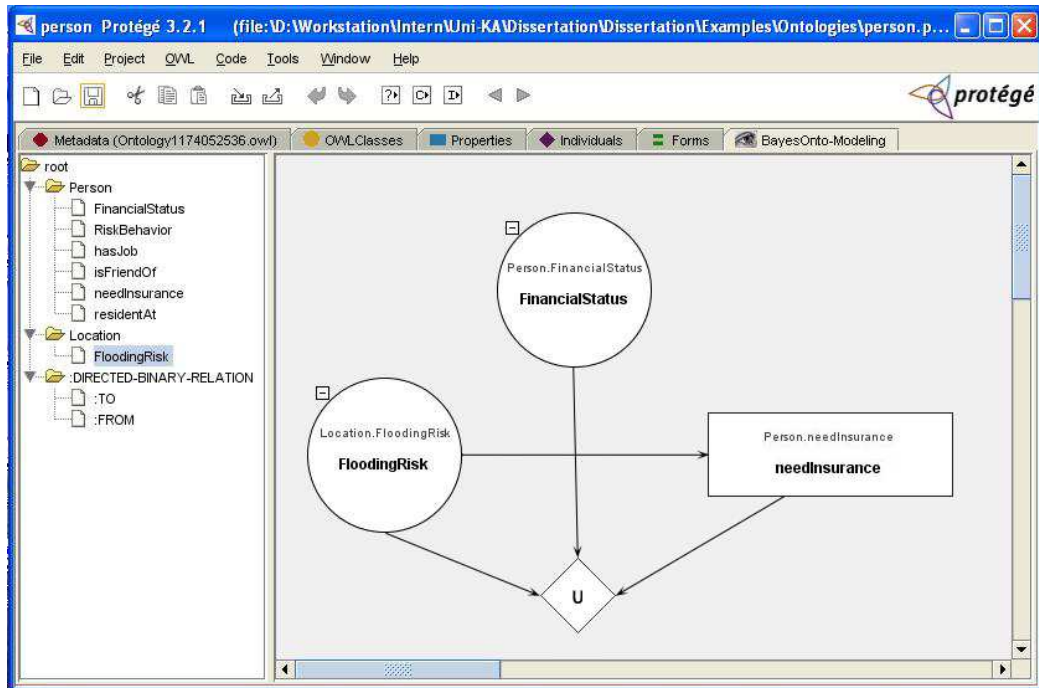 person Protégé 3.2.1 (file:\D:\Workstation\Intern\Uni-KA\Dissertation\Dissertation\Examples\Ontologies\person.p...
File Edit Project OWL Code Tools Window Help
protégé
Metadata (Ontology1174052536.owl) OWLClasses Properties Individuals Forms BayesOnto-Modeling
root
Person
FinancialStatus
RiskBehavior
hasJob
isFriendOf
needInsurance
residentAt
Location
FloodingRisk
:DIRECTED-BINARY-RELATION
:TO
:FROM
Person.FinancialStatus
FinancialStatus
Location.FloodingRisk
FloodingRisk
Person.needInsurance
needInsurance
U